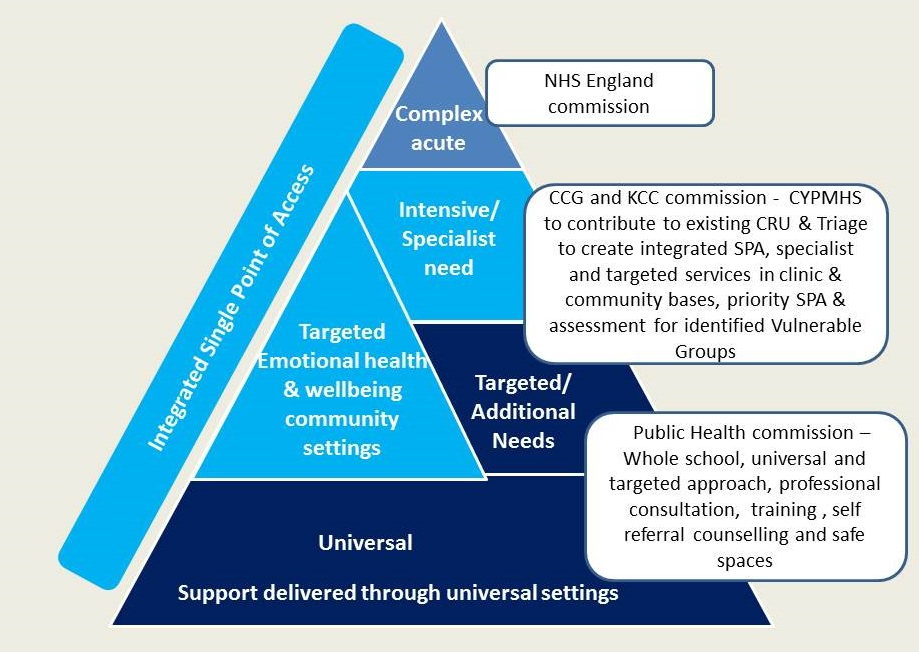 Integrated Single Point of Access
Complex
acute
NHS England
commission
Intensive/
Specialist
need
CCG and KCC commission - CYPMHS
to contribute to existing CRU & Triage
to create integrated SPA, specialist
and targeted services in clinic &
community bases, priority SPA &
assessment for identified Vulnerable
Groups
Targeted
Emotional health
& wellbeing
community
settings
Targeted/
Additional
Needs
Public Health commission –
Whole school, universal and
targeted approach, professional
consultation, training , self
referral counselling and safe
spaces
Universal
Support delivered through universal settings